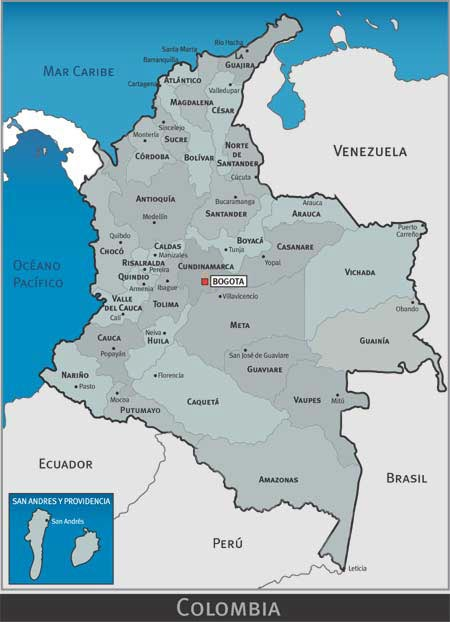 Mar Caribe
Santa Marta
Rio Hacha
Barranquilla
La
Guajira
Cartagena
Atlántico
Valledupar
Magdalena
César
Sincelejo
Sucre
Montería
Córdoba
Bolívar
Norte
de
Santander
Cúcuta
Venezuela
Antioquía
Bucaramanga
Santander
Arauca
Arauca
Medellín
Océano
Pacífico
Quibdo
Chocó
Caldas
Manizales
Boyacá
Tunja
Casanare
Yopal
Puerto
Carreño
Risaralda
Pereira
Cundinamarca
Vichada
Quindio
Armenia
Ibague
BOGOTA
Villavicencio
Obando
Valle
del Cauca
Cali
Tolima
Meta
Guainía
Neiva
Huila
Cauca
Popayán
San José de Guaviare
Guaviare
Nariño
Pasto
Florencia
Mocoa
Putumayo
Caquetá
Vaupes
Mitú
Ecuador
Amazonas
Brasil
San Andres y Providencia
San Andrés
Perú
Leticia
Colombia